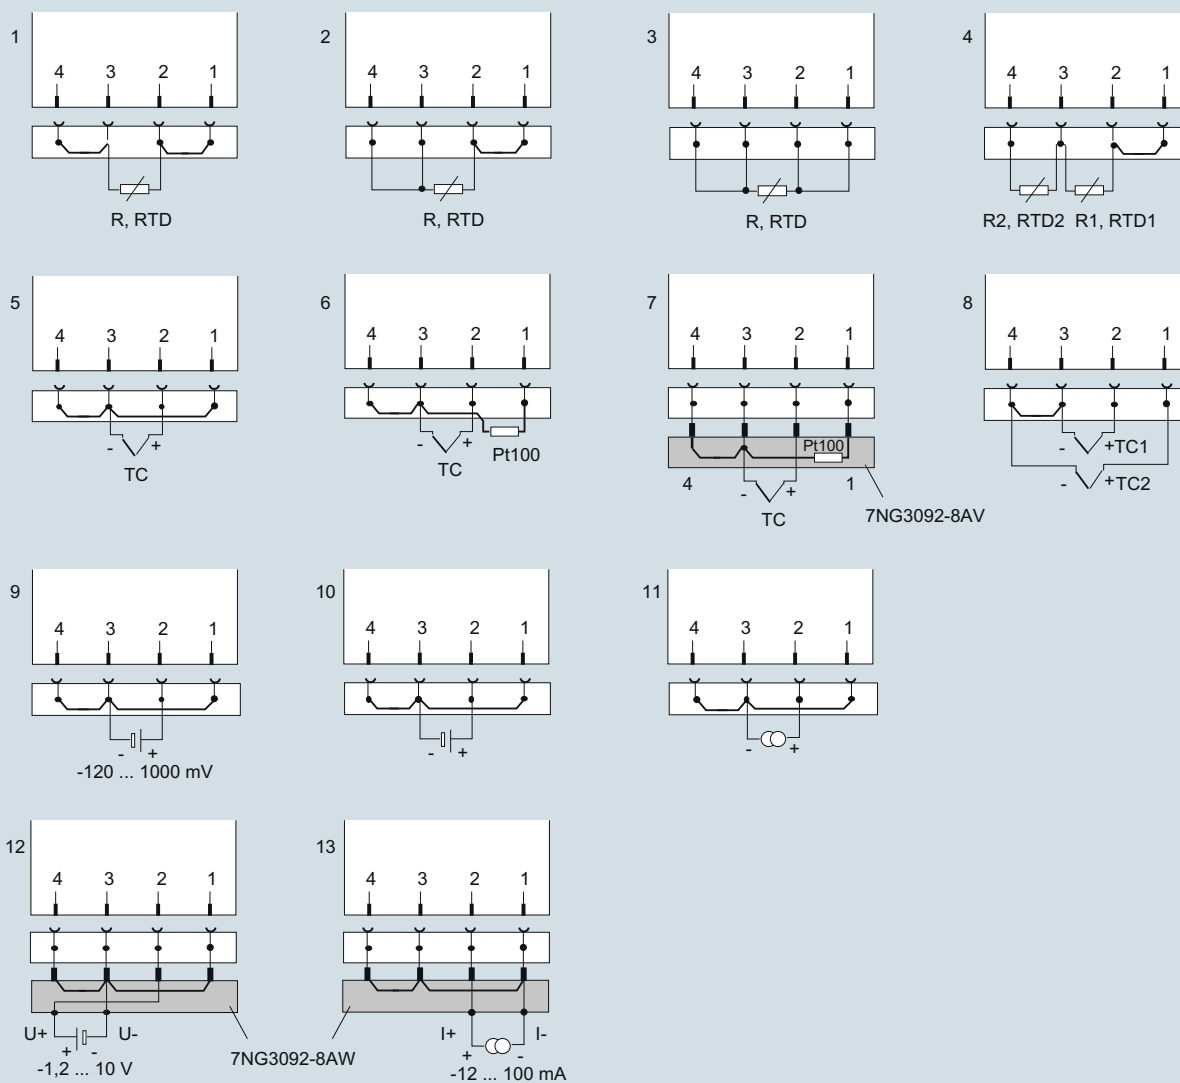 1
4 3 2 1
R, RTD
2
4 3 2 1
R, RTD
3
4 3 2 1
R, RTD
4
4 3 2 1
R2, RTD2 R1, RTD1
5
4 3 2 1
- +
TC
6
4 3 2 1
- +
TC
Pt100
7
4 3 2 1
Pt100
4 - + 1
TC
7NG3092-8AV
8
4 3 2 1
- +TC1
- +TC2
9
4 3 2 1
- +
-120 ... 1000 mV
10
4 3 2 1
- +
11
4 3 2 1
- +
12
4 3 2 1
U+ U-
+ -
-1,2 ... 10 V
7NG3092-8AW
13
4 3 2 1
I+ I-
+ -
-12 ... 100 mA